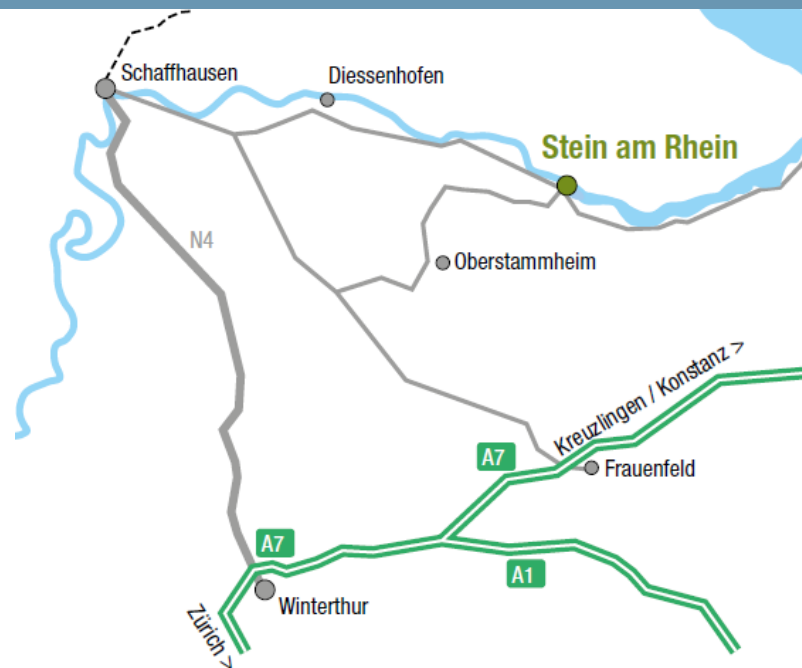 Schaffhausen
Diessenhofen
Stein am Rhein
N4
Oberstammheim
Kreuzlingen / Konstanz >
A7
Frauenfeld
A7
A1
Winterthur
Zürich >